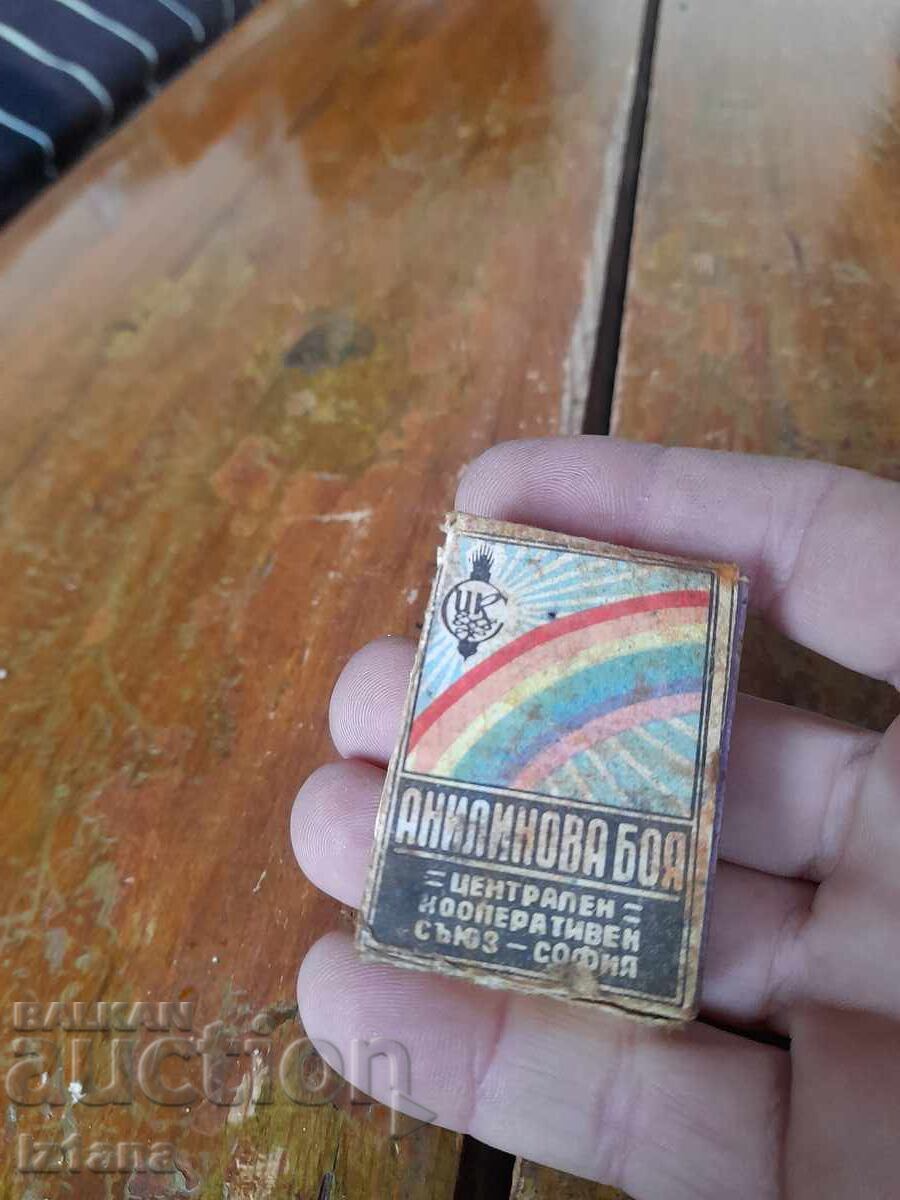 ЦК
АНИЛИНОВА БОЯ
= ЦЕНТРАЛЕН =
КООПЕРАТИВЕН
СЪЮЗ - СОФИЯ
BALKAN
auction
Iztana